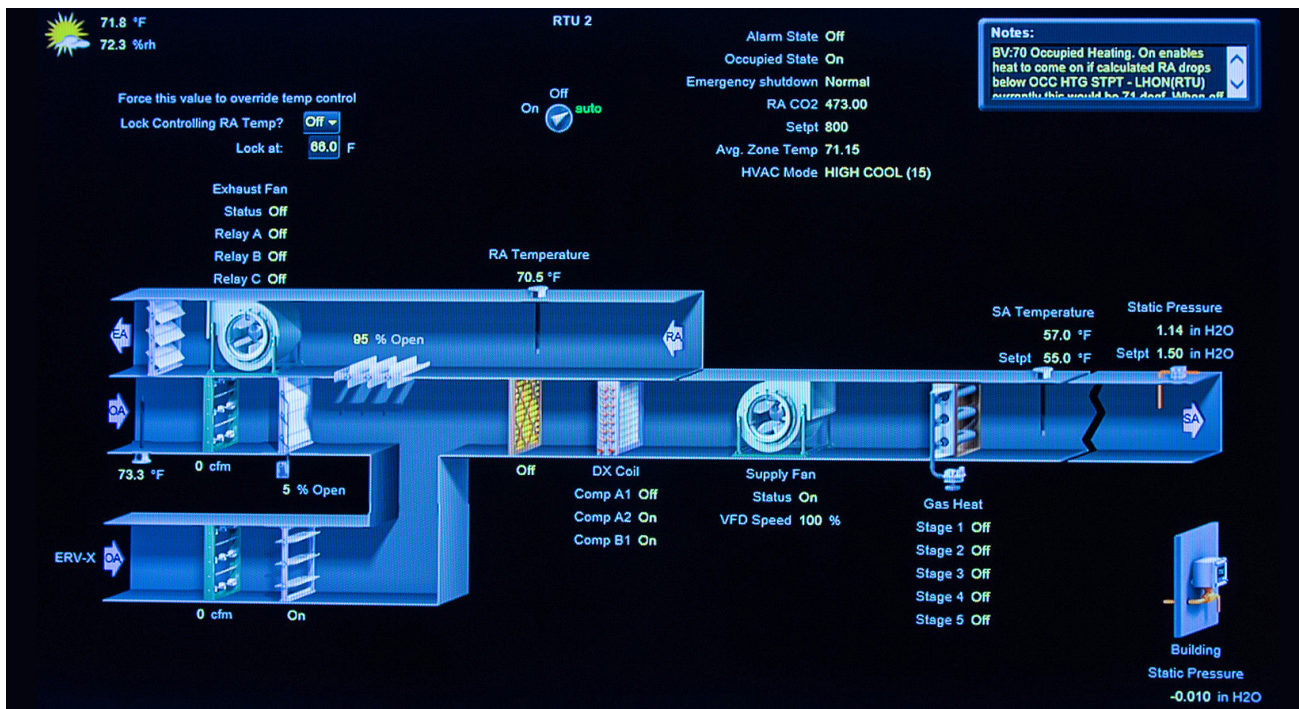 71.8 °F
72.3 %rh
RTU 2
Alarm State Off
Occupied State On
Emergency shutdown Normal
RA CO2 473.00
Setpt 800
Avg. Zone Temp 71.15
HVAC Mode HIGH COOL (15)
Notes:
BV:70 Occupied Heating. On enables
heat to come on if calculated RA drops
below OCC HTG STPT - LHON(RTU)
currently this would be 71 degf. When off
Force this value to override temp control
Lock Controlling RA Temp? Off
Lock at: 66.0 F
Off
On auto
Exhaust Fan
Status Off
Relay A Off
Relay B Off
Relay C Off
RA Temperature
70.5 °F
SA Temperature
57.0 °F
Setpt 55.0 °F
Static Pressure
1.14 in H2O
Setpt 1.50 in H2O
EA
95 % Open
RA
OA
SA
73.3 °F
0 cfm
5 % Open
Off
DX Coil
Comp A1 Off
Comp A2 On
Comp B1 On
Supply Fan
Status On
VFD Speed 100 %
Gas Heat
Stage 1 Off
Stage 2 Off
Stage 3 Off
Stage 4 Off
Stage 5 Off
ERV-X OA
0 cfm
On
Building
Static Pressure
-0.010 in H2O